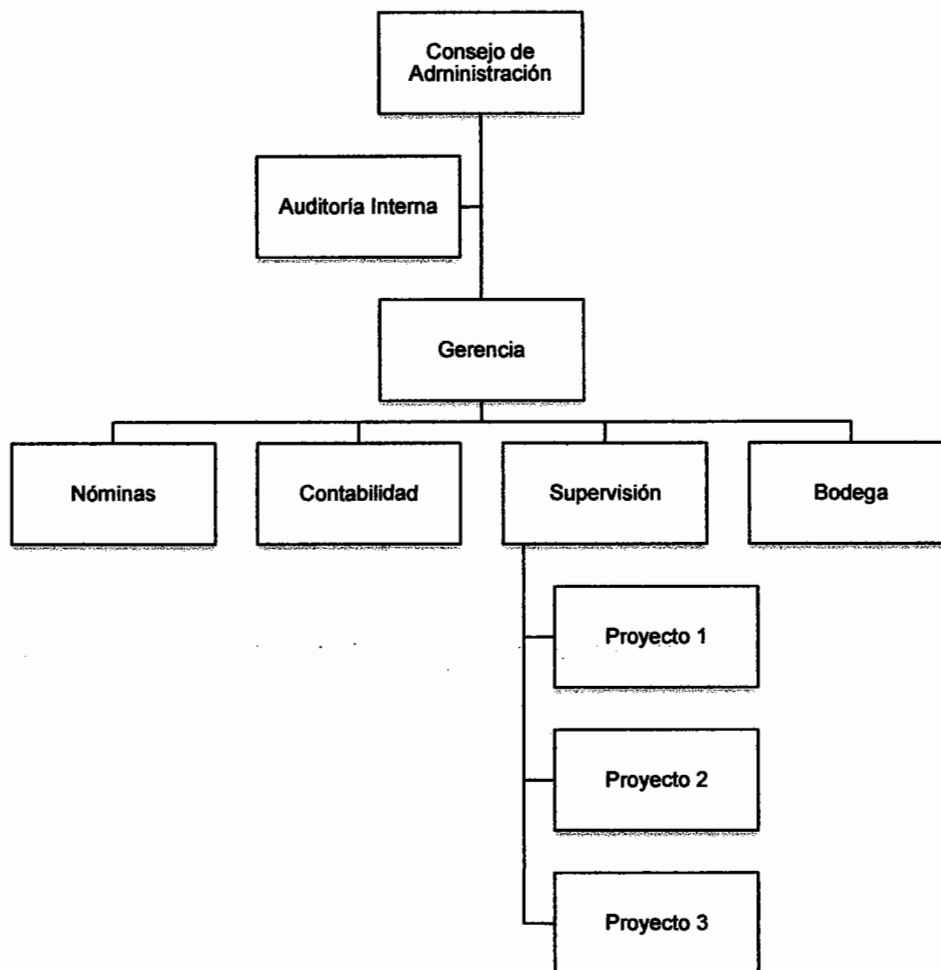 Consejo de
Administración
Auditoría Interna
Gerencia
Nóminas
Contabilidad
Supervisión
Bodega
Proyecto 1
Proyecto 2
Proyecto 3